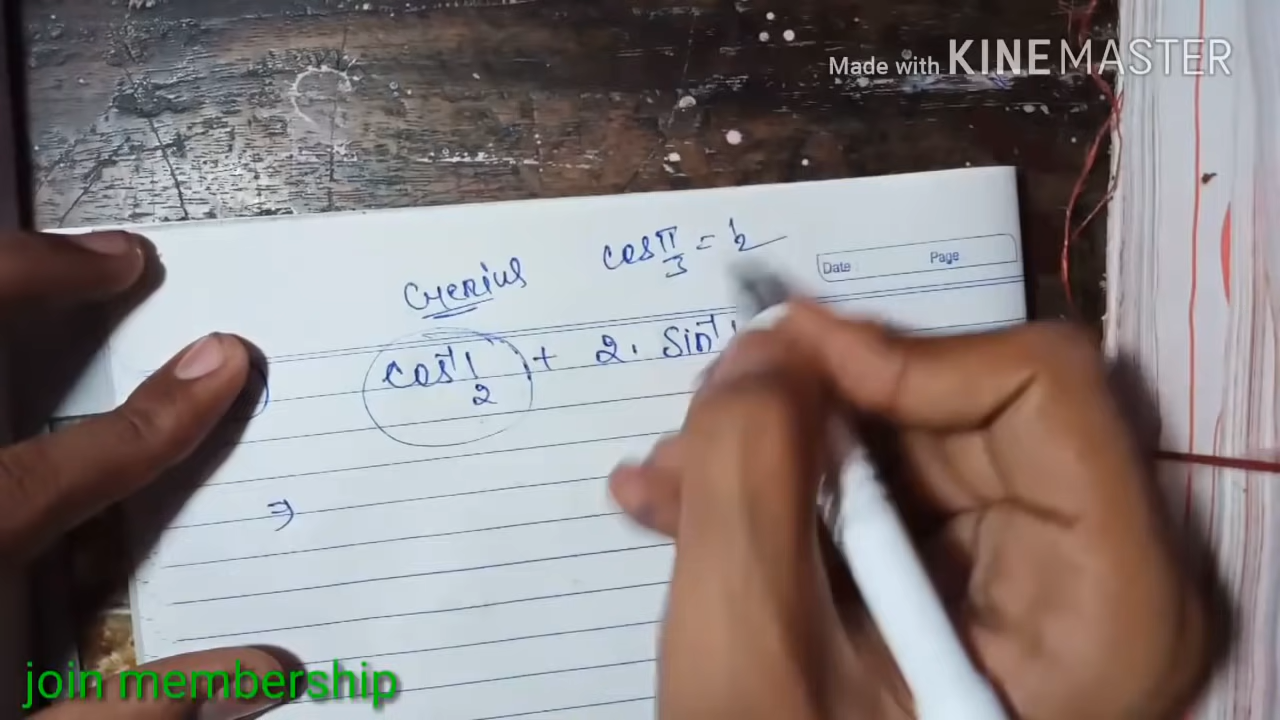 Made with KINEMASTER
cos π/3 = 1/2
Genius
Date Page
cos⁻¹ 1/2 + 2 · sin⁻¹
⇒
join membership